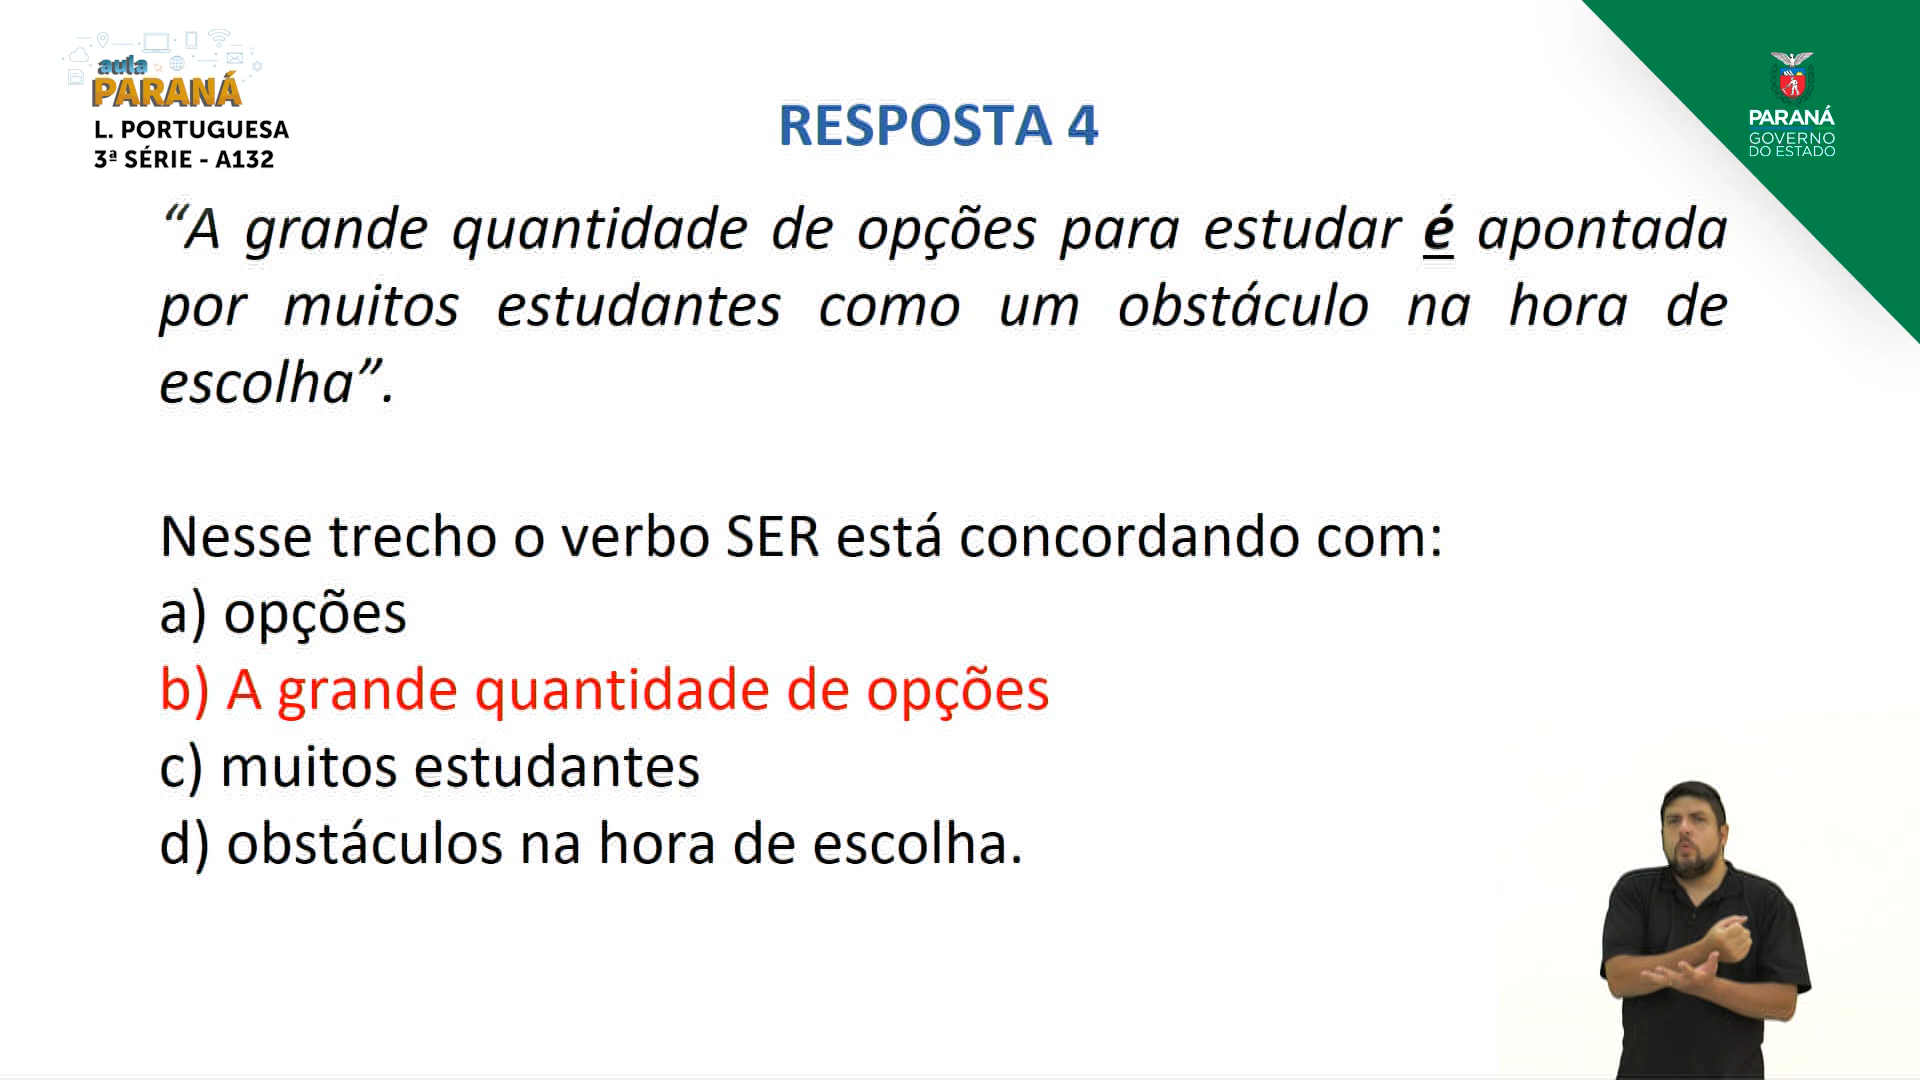 aula
PARANÁ
L. PORTUGUESA
3ª SÉRIE - A132
RESPOSTA 4
PARANÁ
GOVERNO
DO ESTADO
“A grande quantidade de opções para estudar é apontada
por muitos estudantes como um obstáculo na hora de
escolha”.
Nesse trecho o verbo SER está concordando com:
a) opções
b) A grande quantidade de opções
c) muitos estudantes
d) obstáculos na hora de escolha.